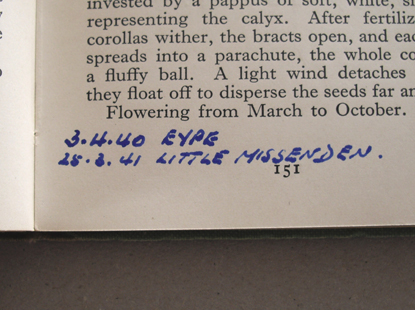 invested by a pappus of soft, white,
representing the calyx. After fertiliz
corollas wither, the bracts open, and eac
spreads into a parachute, the whole co
a fluffy ball. A light wind detaches
they float off to disperse the seeds far an
Flowering from March to October.
3.4.40 EYPE
25.3.41 LITTLE MISSENDEN.
151